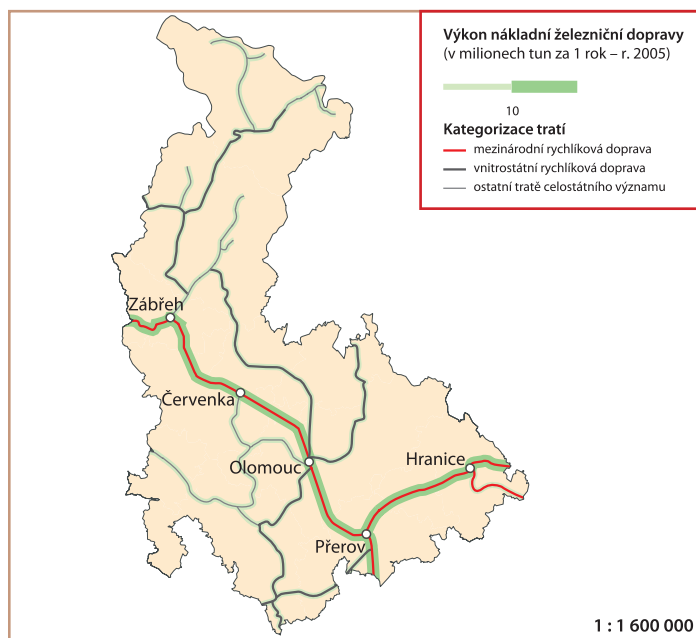 Výkon nákladní železniční dopravy
(v milionech tun za 1 rok – r. 2005)
10
Kategorizace tratí
mezinárodní rychlíková doprava
vnitrostátní rychlíková doprava
ostatní tratě celostátního významu
Zábřeh
Červenka
Olomouc
Hranice
Přerov
1 : 1 600 000